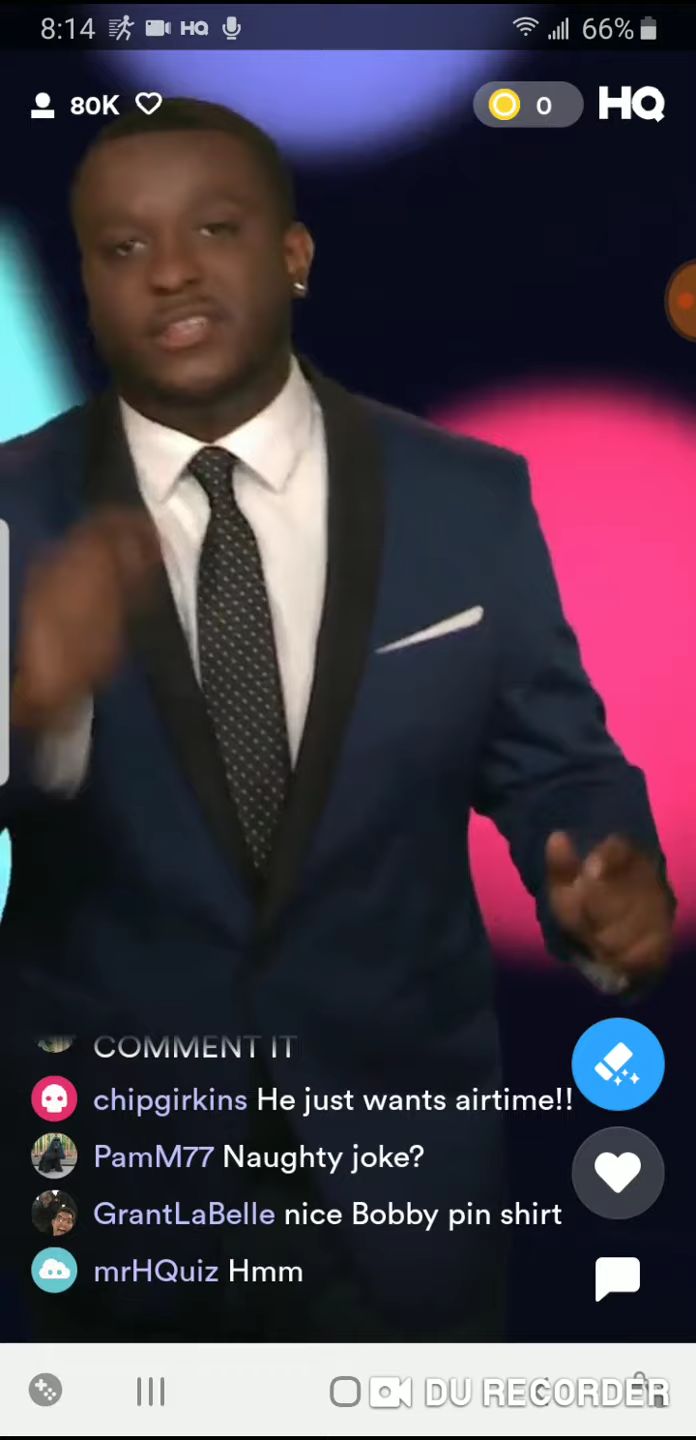 8:14 HQ 66%
80K 0 HQ
COMMENT IT
chipgirkins He just wants airtime!!
PamM77 Naughty joke?
GrantLaBelle nice Bobby pin shirt
mrHQuiz Hmm
DU RECORDER